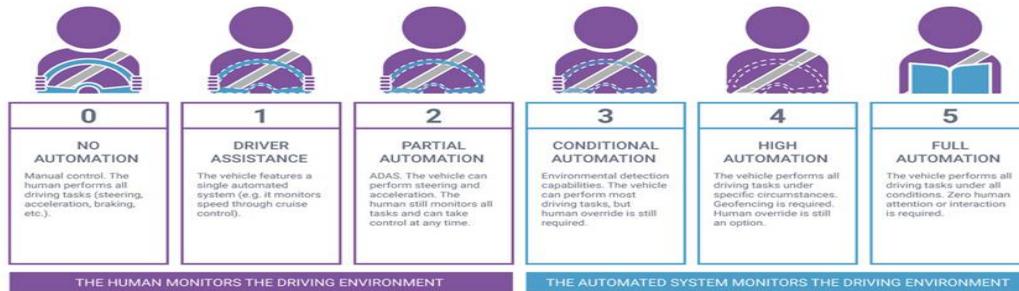 0
NO
AUTOMATION
Manual control. The
human performs all
driving tasks (steering,
acceleration, braking,
etc.).
1
DRIVER
ASSISTANCE
The vehicle features a
single automated
system (e.g. it monitors
speed through cruise
control).
2
PARTIAL
AUTOMATION
ADAS. The vehicle can
perform steering and
acceleration. The
human still monitors all
tasks and can take
control at any time.
3
CONDITIONAL
AUTOMATION
Environmental detection
capabilities. The vehicle
can perform most
driving tasks, but
human override is still
required.
4
HIGH
AUTOMATION
The vehicle performs all
driving tasks under
specific circumstances.
Geofencing is required.
Human override is still
an option.
5
FULL
AUTOMATION
The vehicle performs all
driving tasks under all
conditions. Zero human
attention or interaction
is required.
THE HUMAN MONITORS THE DRIVING ENVIRONMENT
THE AUTOMATED SYSTEM MONITORS THE DRIVING ENVIRONMENT